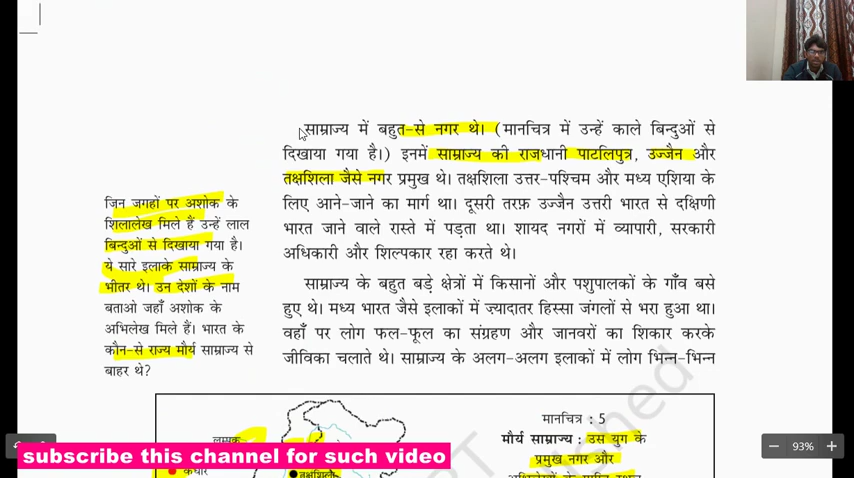 साम्राज्य में बहुत-से नगर थे। (मानचित्र में उन्हें काले बिन्दुओं से
दिखाया गया है।) इनमें साम्राज्य की राजधानी पाटलिपुत्र, उज्जैन और
तक्षशिला जैसे नगर प्रमुख थे। तक्षशिला उत्तर-पश्चिम और मध्य एशिया के
लिए आने-जाने का मार्ग था। दूसरी तरफ़ उज्जैन उत्तरी भारत से दक्षिणी
भारत जाने वाले रास्ते में पड़ता था। शायद नगरों में व्यापारी, सरकारी
अधिकारी और शिल्पकार रहा करते थे।
जिन जगहों पर अशोक के
शिलालेख मिले हैं उन्हें लाल
बिन्दुओं से दिखाया गया है।
ये सारे इलाके साम्राज्य के
भीतर थे। उन देशों के नाम
बताओ जहाँ अशोक के
अभिलेख मिले हैं। भारत के
कौन-से राज्य मौर्य साम्राज्य से
बाहर थे?
साम्राज्य के बहुत बड़े क्षेत्रों में किसानों और पशुपालकों के गाँव बसे
हुए थे। मध्य भारत जैसे इलाकों में ज़्यादातर हिस्सा जंगलों से भरा हुआ था।
वहाँ पर लोग फल-फूल का संग्रहण और जानवरों का शिकार करके
जीविका चलाते थे। साम्राज्य के अलग-अलग इलाकों में लोग भिन्न-भिन्न
मानचित्र : 5
मौर्य साम्राज्य : उस युग के
प्रमुख नगर और
तक्षशिला
93%
subscribe this channel for such video